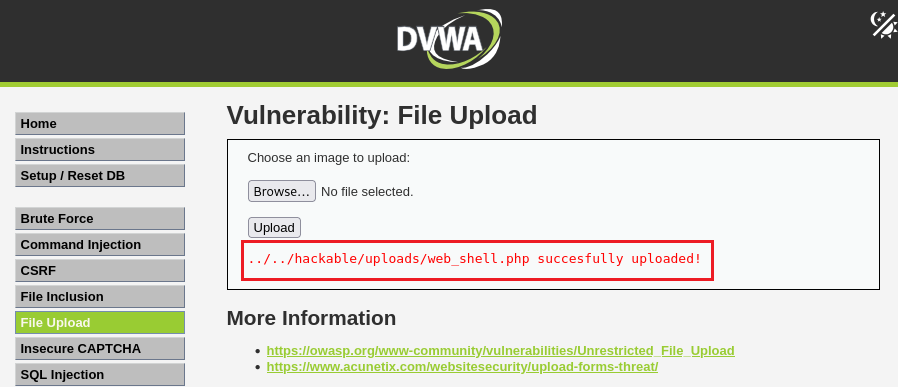 DVWA
Home
Instructions
Setup / Reset DB
Brute Force
Command Injection
CSRF
File Inclusion
File Upload
Insecure CAPTCHA
SQL Injection
Vulnerability: File Upload
Choose an image to upload:
Browse... No file selected.
Upload
../../hackable/uploads/web_shell.php succesfully uploaded!
More Information
https://owasp.org/www-community/vulnerabilities/Unrestricted_File_Upload
https://www.acunetix.com/websitesecurity/upload-forms-threat/